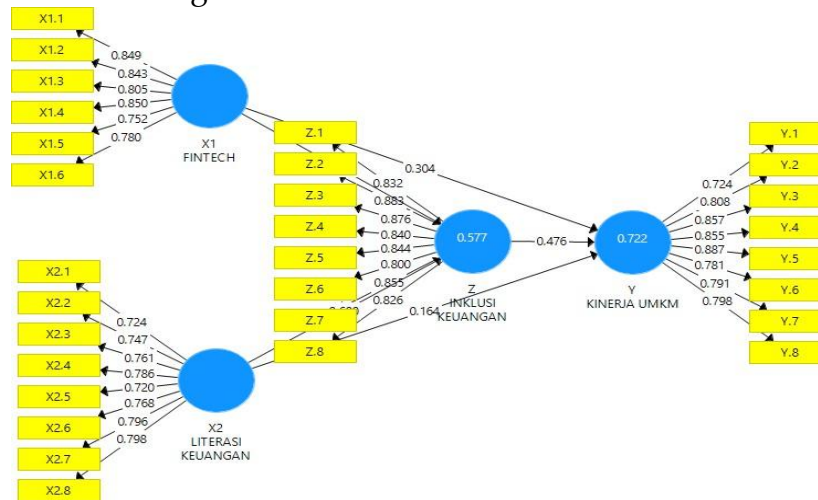 X1.1
X1.2
X1.3
X1.4
X1.5
X1.6
0.849
0.843
0.805
0.850
0.752
0.780
X1
FINTECH
X2.1
X2.2
X2.3
X2.4
X2.5
X2.6
X2.7
X2.8
0.724
0.747
0.761
0.786
0.720
0.768
0.796
0.798
X2
LITERASI
KEUANGAN
Z.1
Z.2
Z.3
Z.4
Z.5
Z.6
Z.7
Z.8
0.832
0.883
0.876
0.840
0.844
0.800
0.855
0.826
0.577
Z
INKLUSI
KEUANGAN
0.304
0.476
0.164
0.722
Y
KINERJA UMKM
0.724
0.808
0.857
0.855
0.887
0.781
0.791
0.798
Y.1
Y.2
Y.3
Y.4
Y.5
Y.6
Y.7
Y.8